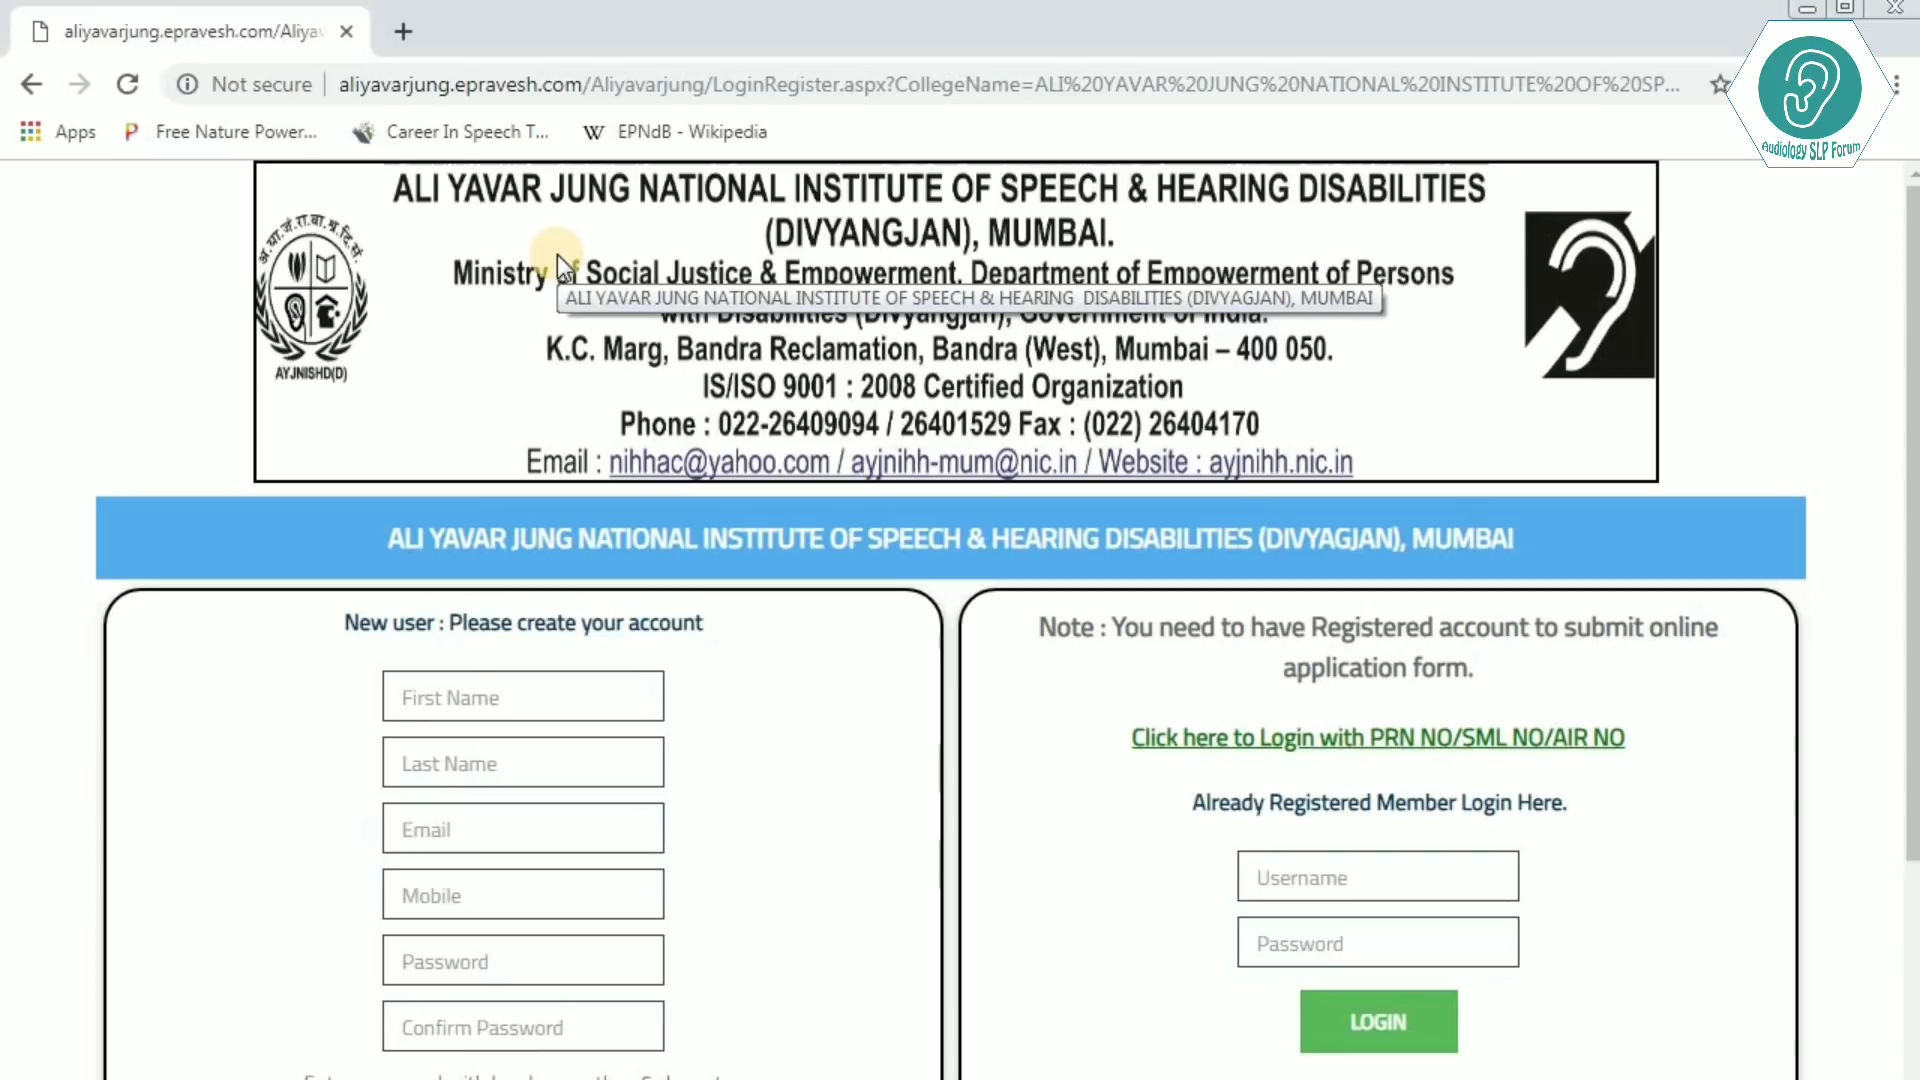 aliyavarjung.epravesh.com/Aliya
Not secure
aliyavarjung.epravesh.com/Aliyavarjung/LoginRegister.aspx?CollegeName=ALI%20YAVAR%20JUNG%20NATIONAL%20INSTITUTE%20OF%20SP...
Apps
Free Nature Power...
Career In Speech T...
W EPNdB - Wikipedia
Audiology SLP Forum
ALI YAVAR JUNG NATIONAL INSTITUTE OF SPEECH & HEARING DISABILITIES
(DIVYANGJAN), MUMBAI.
Ministry of Social Justice & Empowerment, Department of Empowerment of Persons
ALI YAVAR JUNG NATIONAL INSTITUTE OF SPEECH & HEARING DISABILITIES (DIVYAGJAN), MUMBAI
with Disabilities (Divyangjan), Government of India.
K.C. Marg, Bandra Reclamation, Bandra (West), Mumbai – 400 050.
IS/ISO 9001 : 2008 Certified Organization
Phone : 022-26409094 / 26401529 Fax : (022) 26404170
Email : nihhac@yahoo.com / ayjnihh-mum@nic.in / Website : ayjnihh.nic.in
अ.या.जं.रा.वा.श्र.दि.सं.
AYJNISHD(D)
ALI YAVAR JUNG NATIONAL INSTITUTE OF SPEECH & HEARING DISABILITIES (DIVYAGJAN), MUMBAI
New user : Please create your account
First Name
Last Name
Email
Mobile
Password
Confirm Password
Note : You need to have Registered account to submit online
application form.
Click here to Login with PRN NO/SML NO/AIR NO
Already Registered Member Login Here.
Username
Password
LOGIN